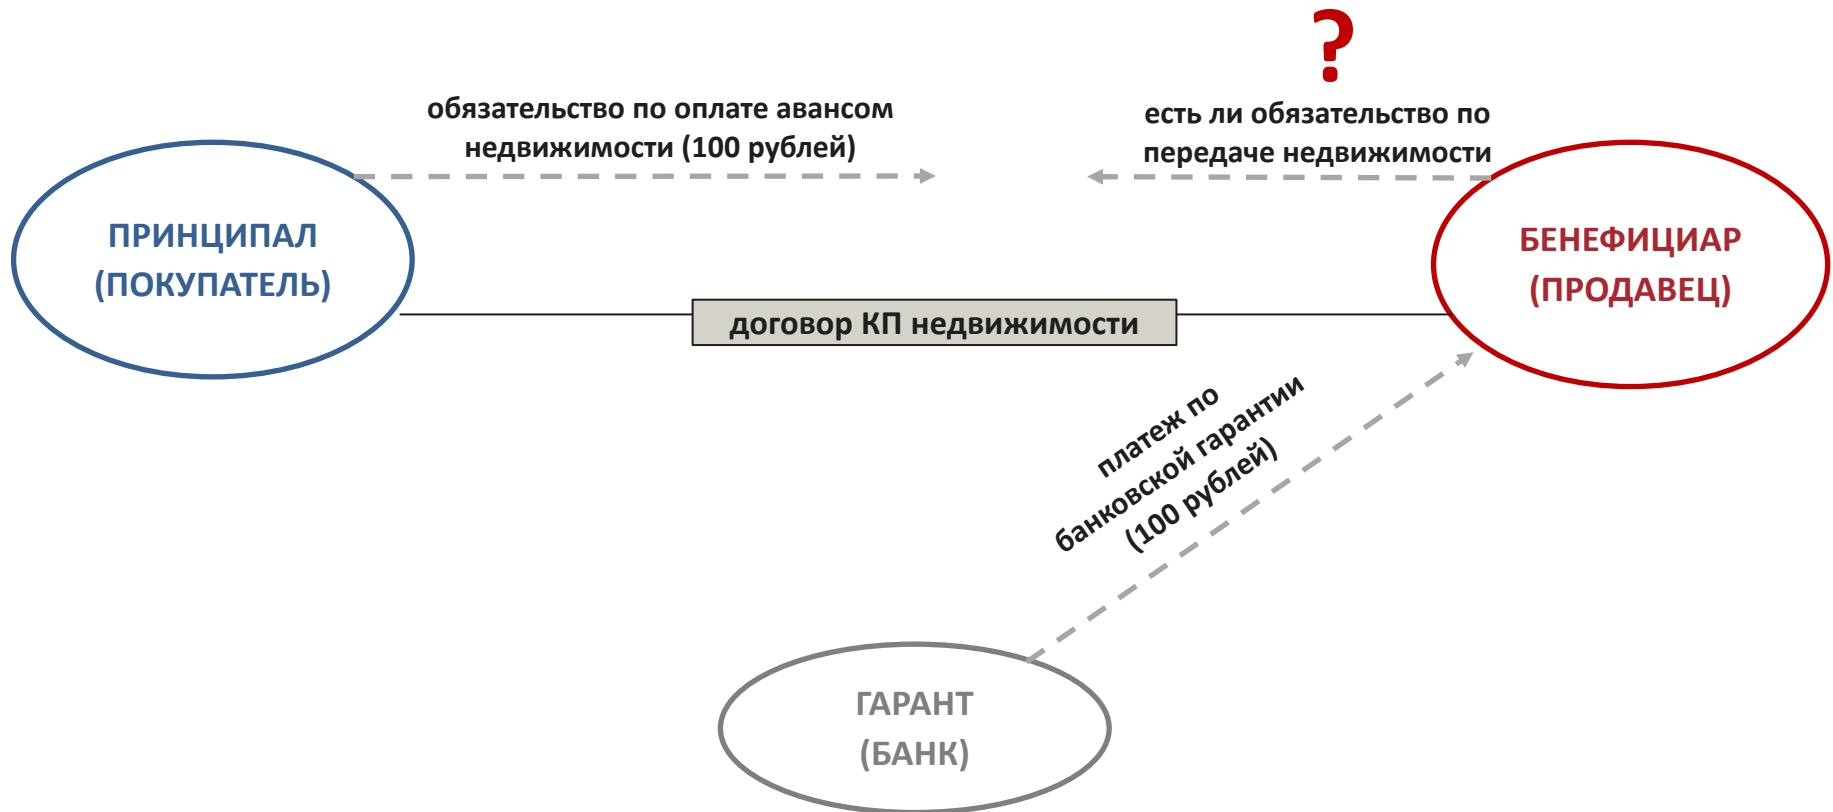 ?
обязательство по оплате авансом
недвижимости (100 рублей)
есть ли обязательство по
передаче недвижимости
ПРИНЦИПАЛ
(ПОКУПАТЕЛЬ)
БЕНЕФИЦИАР
(ПРОДАВЕЦ)
договор КП недвижимости
платеж по
банковской гарантии
(100 рублей)
ГАРАНТ
(БАНК)